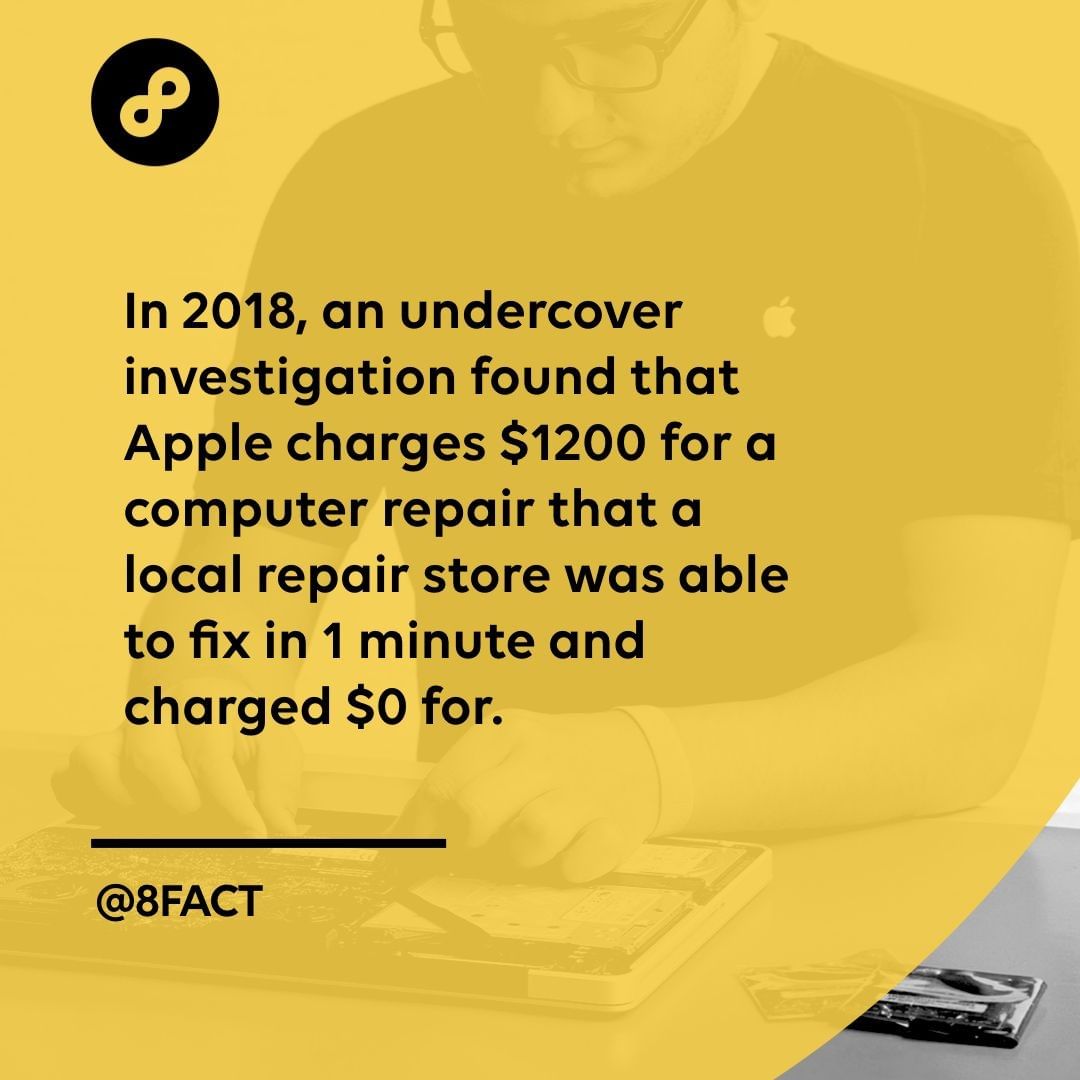 In 2018, an undercover
investigation found that
Apple charges $1200 for a
computer repair that a
local repair store was able
to fix in 1 minute and
charged $0 for.
@8FACT